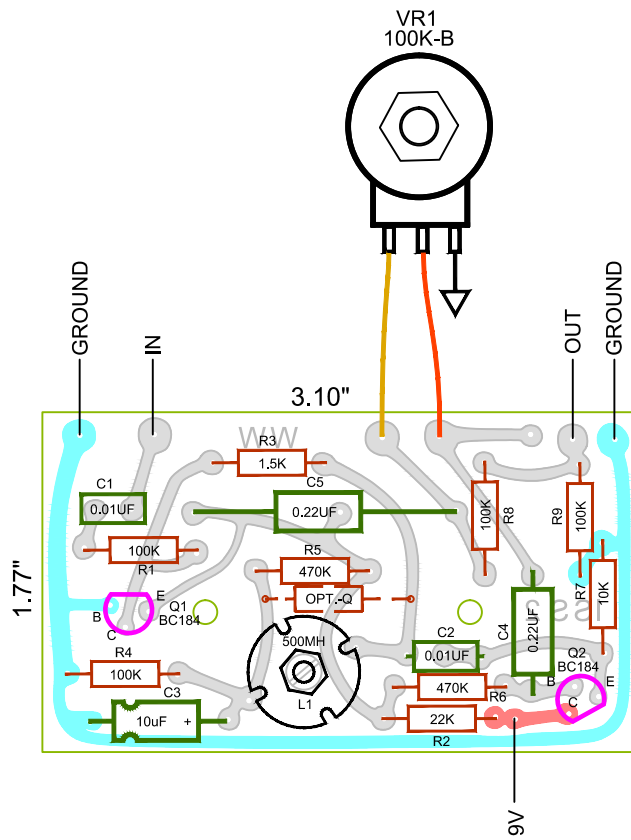 VR1
100K-B
GROUND
IN
OUT
GROUND
3.10"
1.77"
WW
R3
1.5K
C1
0.01UF
C5
0.22UF
100K
R8
R9
100K
100K
R1
R5
470K
R7
10K
OPT.-Q
B
E
C
Q1
BC184
500MH
L1
C2
0.01UF
C4
0.22UF
Q2
BC184
B
E
C
R4
100K
470K
R6
C3
10uF
+
22K
R2
9V